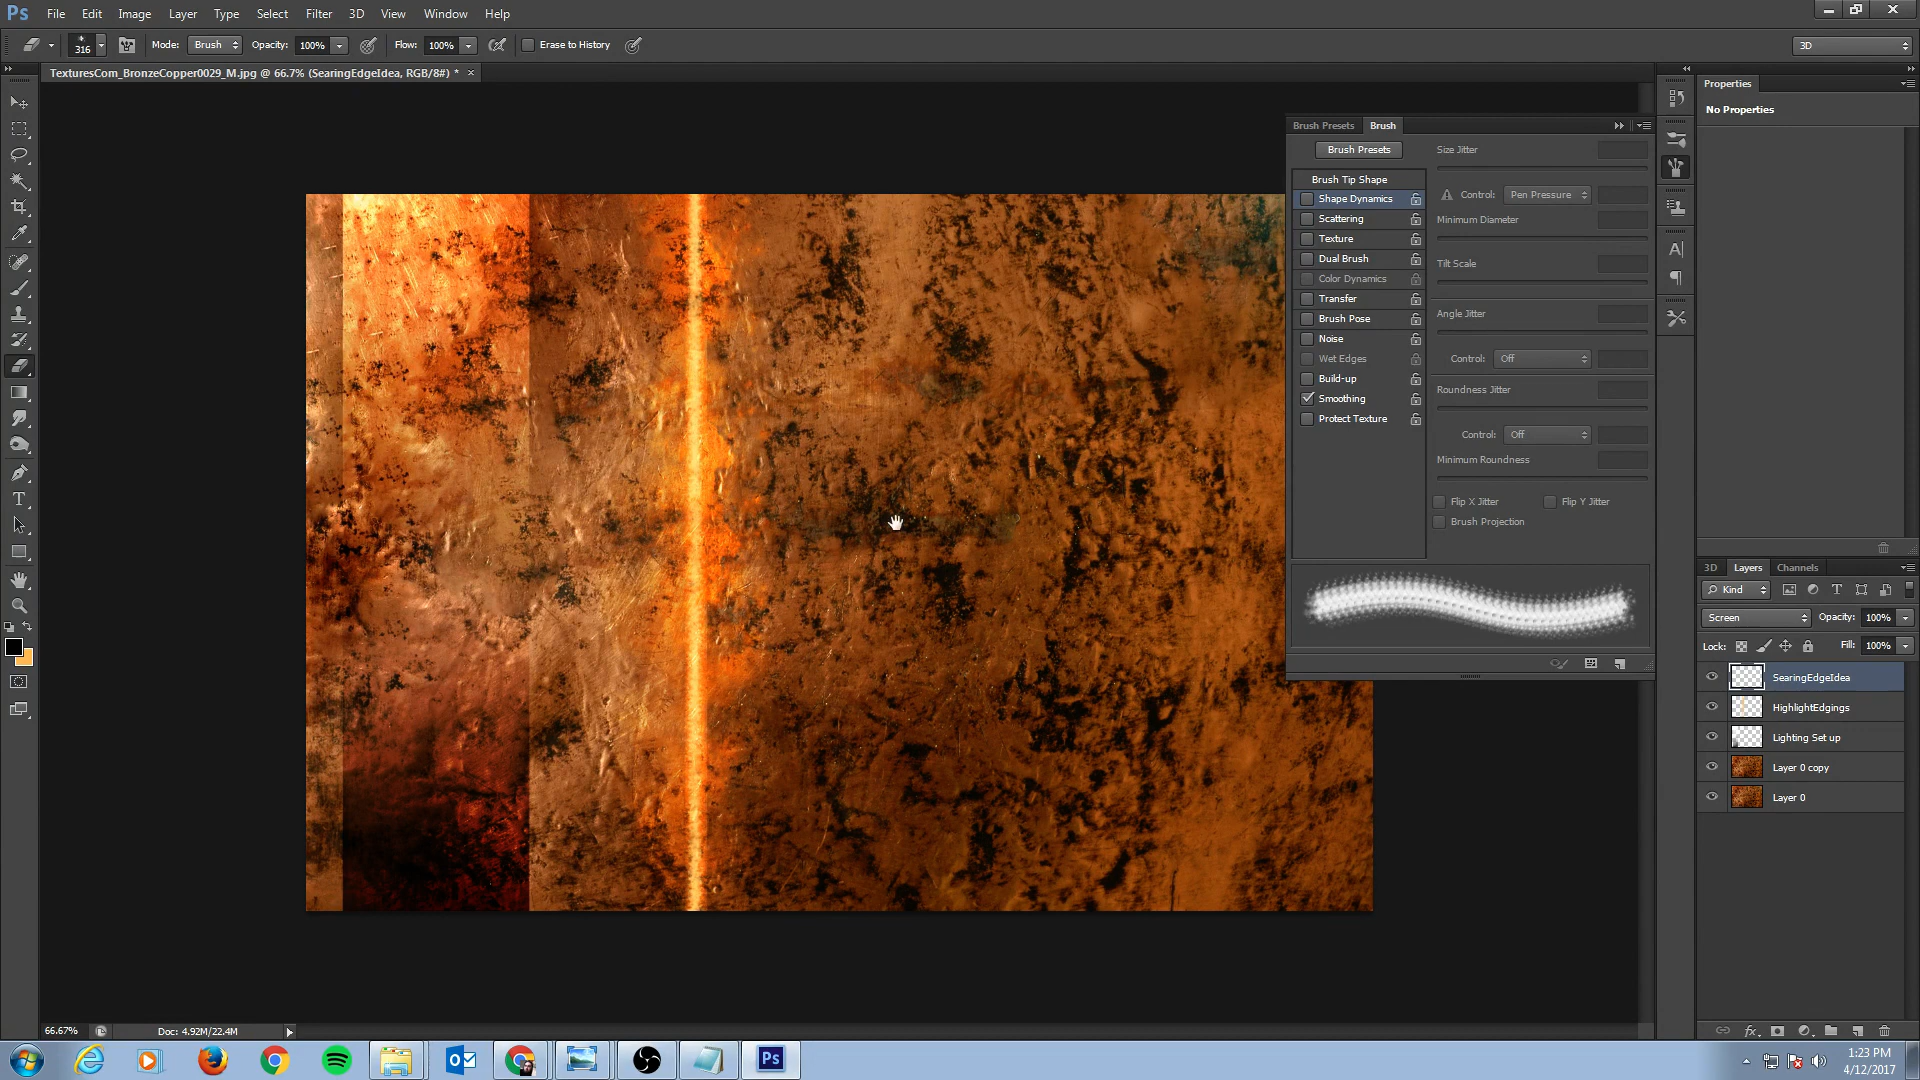 Ps File Edit Image Layer Type Select Filter 3D View Window Help
316 Mode: Brush Opacity: 100% Flow: 100% Erase to History 3D
TexturesCom_BronzeCopper0029_M.jpg @ 66.7% (SearingEdgeIdea, RGB/8#) * ×
Properties
No Properties
Brush Presets Brush
Brush Presets
Brush Tip Shape
Shape Dynamics
Scattering
Texture
Dual Brush
Color Dynamics
Transfer
Brush Pose
Noise
Wet Edges
Build-up
Smoothing
Protect Texture
Size Jitter
Control: Pen Pressure
Minimum Diameter
Tilt Scale
Angle Jitter
Control: Off
Roundness Jitter
Control: Off
Minimum Roundness
Flip X Jitter Flip Y Jitter
Brush Projection
3D Layers Channels
Kind
Screen Opacity: 100%
Lock: Fill: 100%
SearingEdgeIdea
HighlightEdgings
Lighting Set up
Layer 0 copy
Layer 0
fx
66.67% Doc: 4.92M/22.4M
Ps
1:23 PM
4/12/2017